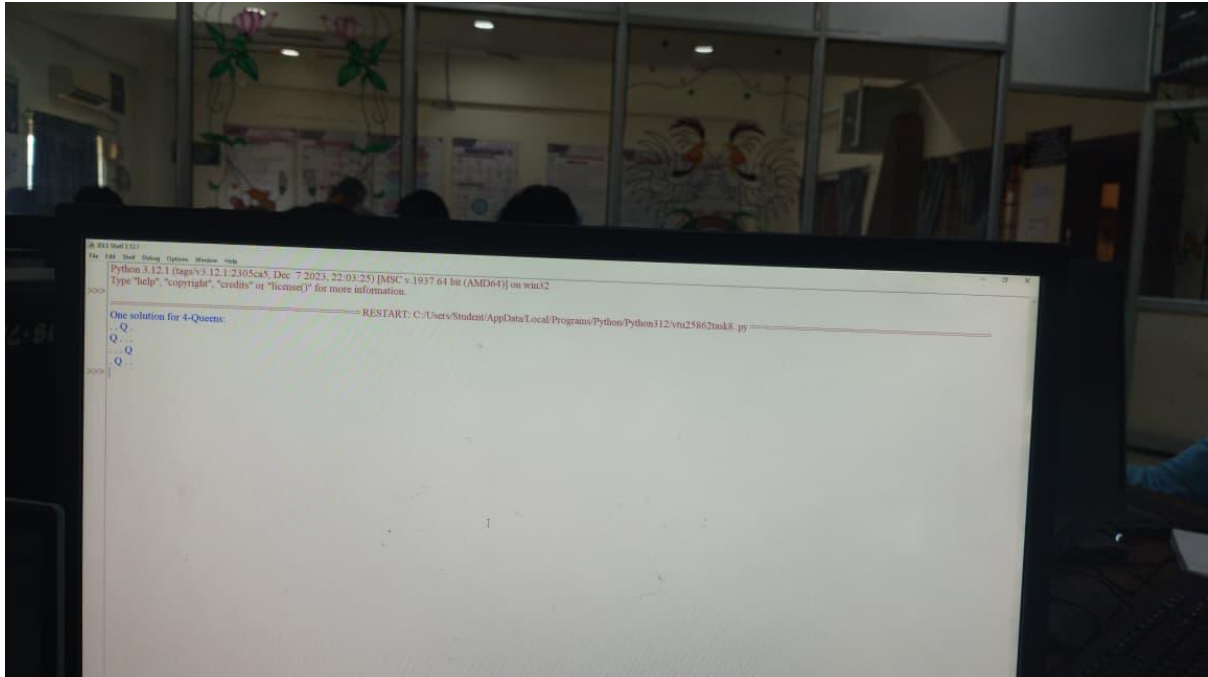 IDLE Shell 3.12.1
File Edit Shell Debug Options Window Help
Python 3.12.1 (tags/v3.12.1:2305ca5, Dec 7 2023, 22:03:25) [MSC v.1937 64 bit (AMD64)] on win32
Type "help", "copyright", "credits" or "license()" for more information.
>>>
RESTART: C:/Users/Student/AppData/Local/Programs/Python/Python312/vtu25862task8..py
One solution for 4-Queens:
. . Q .
Q . . .
. . . Q
. Q . .
>>>